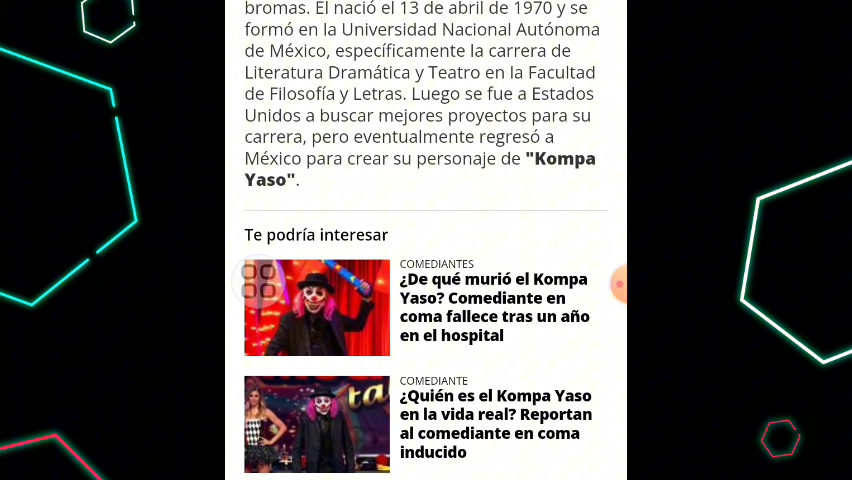 bromas. Él nació el 13 de abril de 1970 y se
formó en la Universidad Nacional Autónoma
de México, específicamente la carrera de
Literatura Dramática y Teatro en la Facultad
de Filosofía y Letras. Luego se fue a Estados
Unidos a buscar mejores proyectos para su
carrera, pero eventualmente regresó a
México para crear su personaje de "Kompa
Yaso".
Te podría interesar
COMEDIANTES
¿De qué murió el Kompa
Yaso? Comediante en
coma fallece tras un año
en el hospital
COMEDIANTE
¿Quién es el Kompa Yaso
en la vida real? Reportan
al comediante en coma
inducido